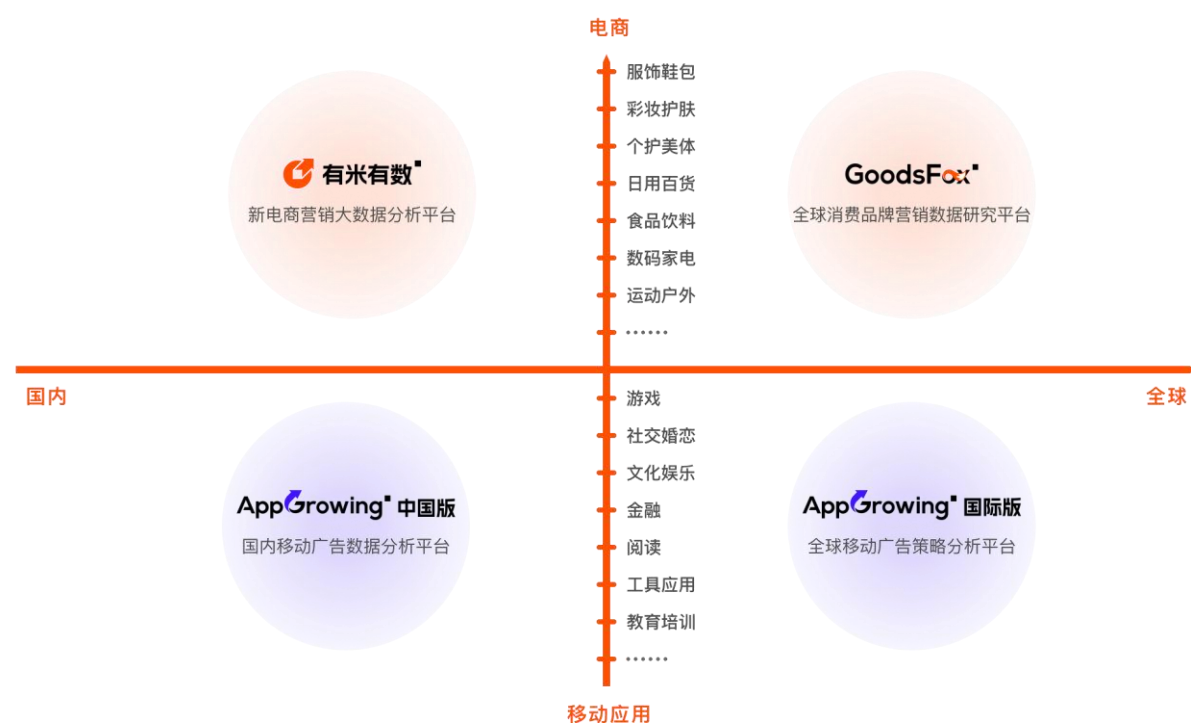 电商
服饰鞋包
彩妆护肤
个护美体
日用百货
食品饮料
数码家电
运动户外
……
有米有数
新电商营销大数据分析平台
GoodsFox
全球消费品牌营销数据研究平台
国内
全球
游戏
社交婚恋
文化娱乐
金融
阅读
工具应用
教育培训
……
AppGrowing 中国版
国内移动广告数据分析平台
AppGrowing 国际版
全球移动广告策略分析平台
移动应用